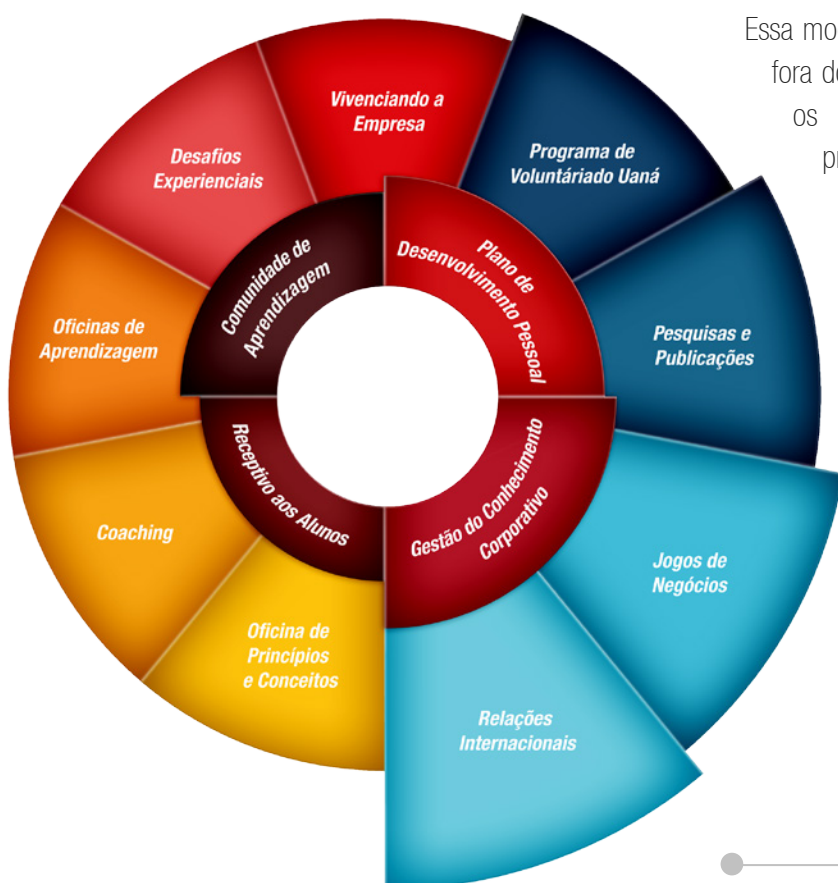 Essa mo
fora de
os
pr
Vivenciando a
Empresa
Programa de
Voluntáriado Uaná
Pesquisas e
Publicações
Jogos de
Negócios
Relações
Internacionais
Oficina de
Princípios
e Conceitos
Coaching
Oficinas de
Aprendizagem
Desafios
Experienciais
Comunidade de
Aprendizagem
Plano de
Desenvolvimento Pessoal
Gestão do Conhecimento
Corporativo
Receptivo aos Alunos